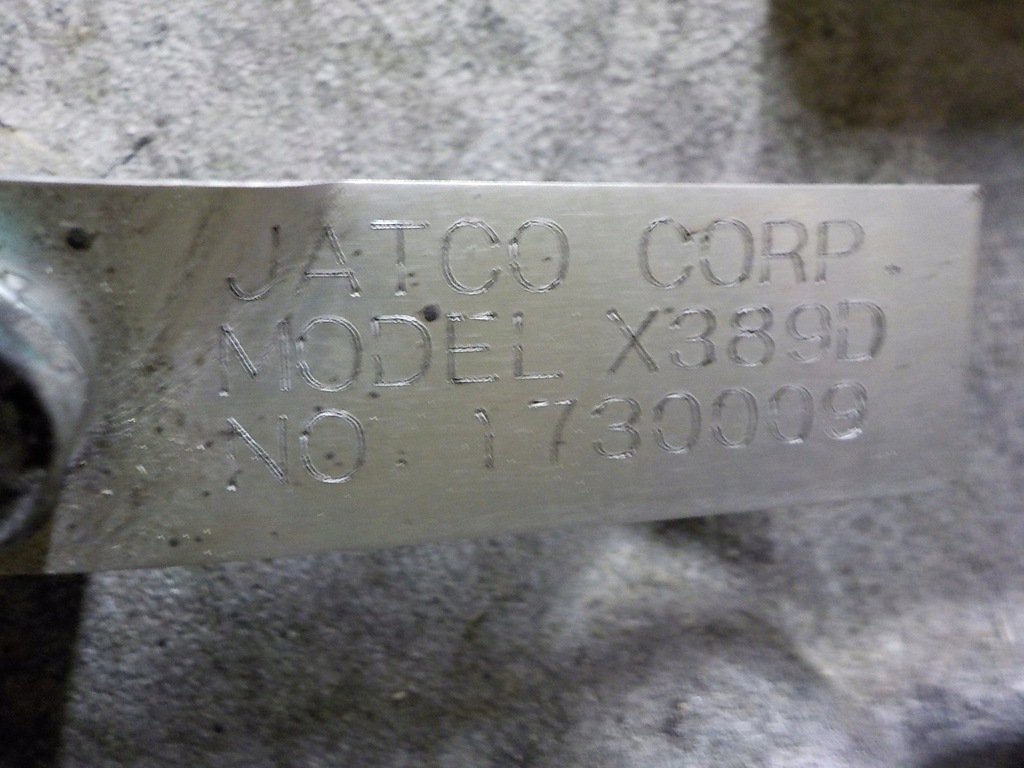 JATCO CORP.
MODEL X389D
NO. 1730009